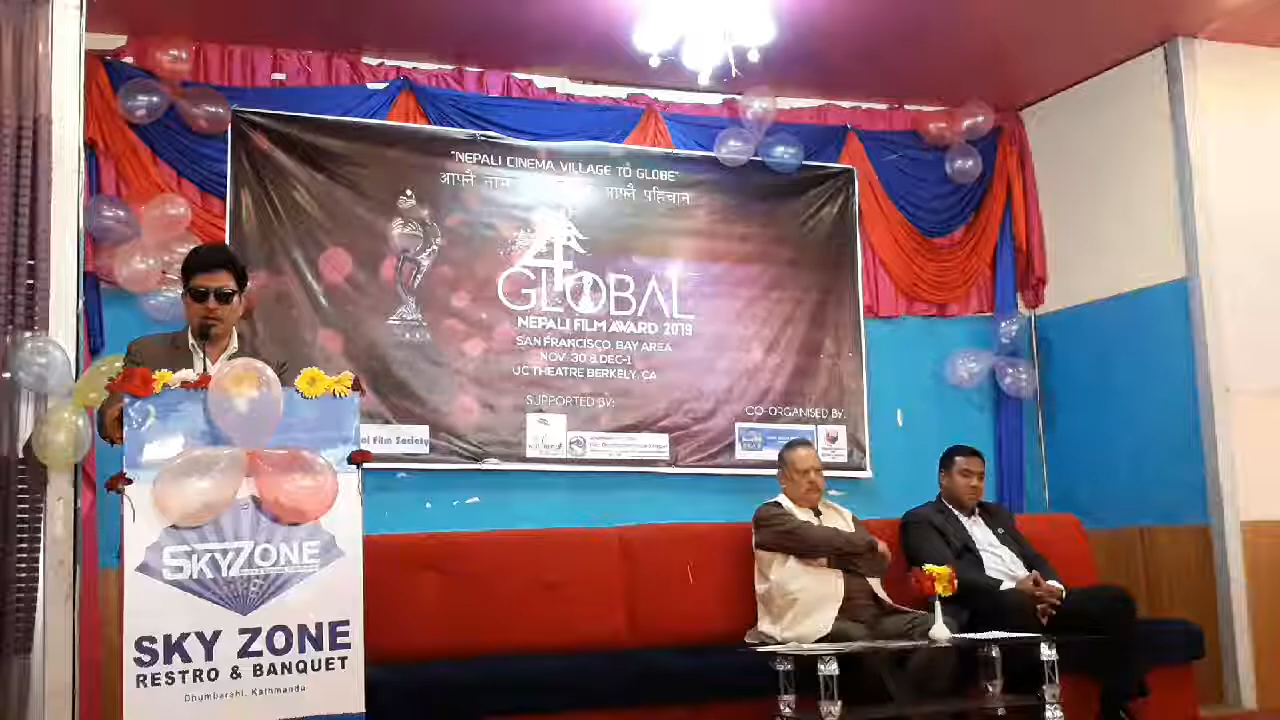 "NEPALI CINEMA VILLAGE TO GLOBE"
आफ्नै नाम आफ्नै पहिचान
4
GLOBAL
NEPALI FILM AWARD 2019
SAN FRANCISCO, BAY AREA
NOV. 30 & DEC-1
UC THEATRE BERKELY, CA
SUPPORTED BY:
CO-ORGANISED BY:
Film Society
SKYZONE
SKY ZONE
RESTRO & BANQUET
Dhumbarahi, Kathmandu